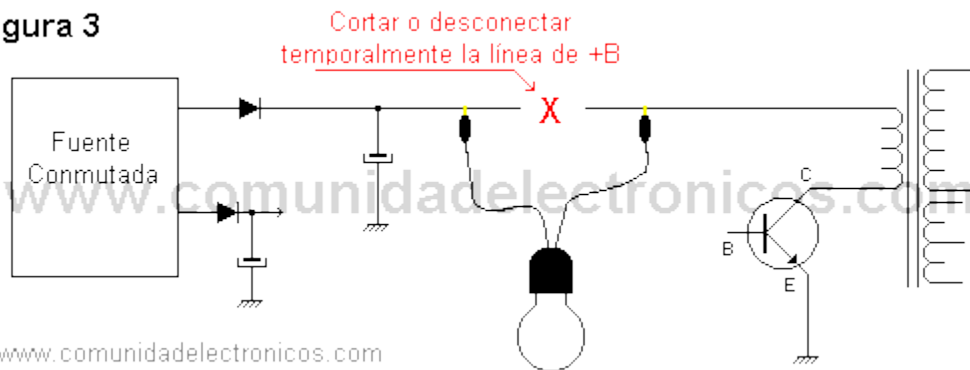 gura 3
Cortar o desconectar
temporalmente la línea de +B
X
Fuente
Conmutada
www.comunidadelectronicos.com
C
B
E
www.comunidadelectronicos.com